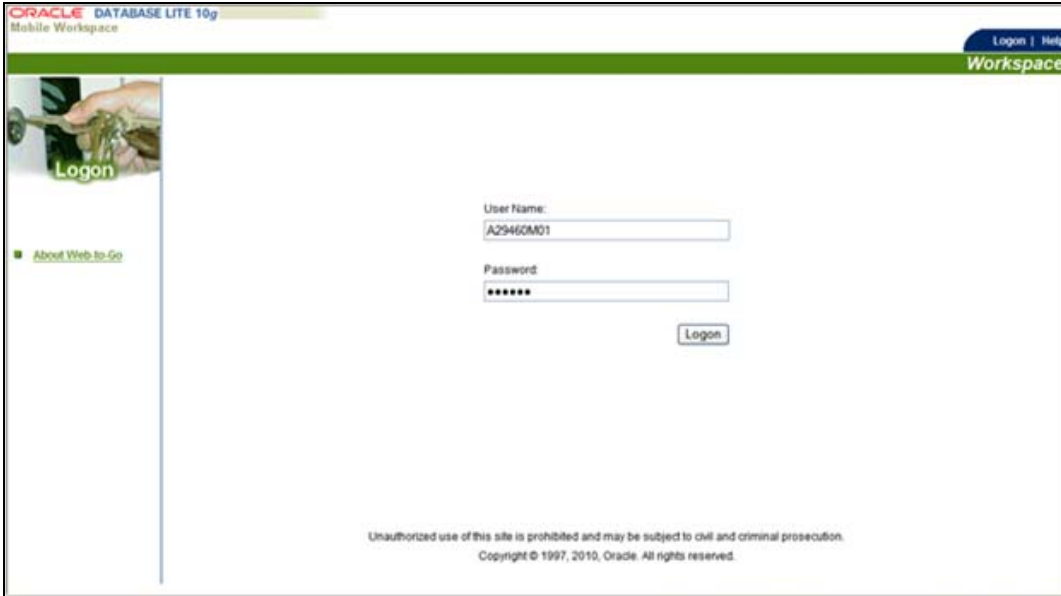 ORACLE DATABASE LITE 10g
Mobile Workspace
Logon | Help
Workspace
Logon
About Web-to-Go
User Name:
A29460M01
Password:
••••••
Logon
Unauthorized use of this site is prohibited and may be subject to civil and criminal prosecution.
Copyright © 1997, 2010, Oracle. All rights reserved.